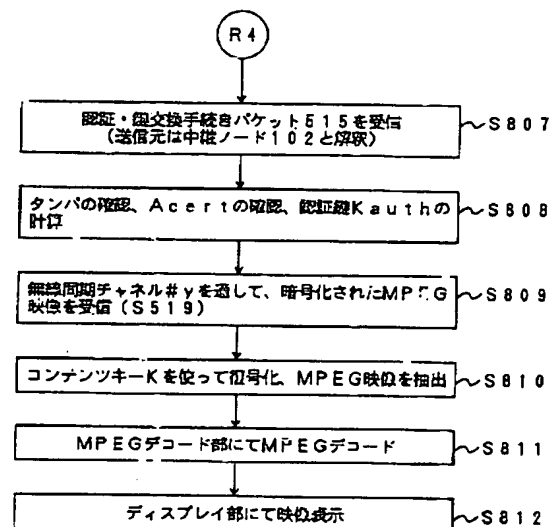 R4
認証・鍵交換手続きパケットS515を受信
(送信元は中継ノード102と解釈)
~S807
タンパの確認、Acertの確認、認証鍵Kauthの
計算
~S808
無線同期チャネル#yを通して、暗号化されたMPEG
映像を受信(S519)
~S809
コンテンツキーKを使って復号化、MPEG映像を抽出
~S810
MPEGデコード部にてMPEGデコード
~S811
ディスプレイ部にて映像表示
~S812